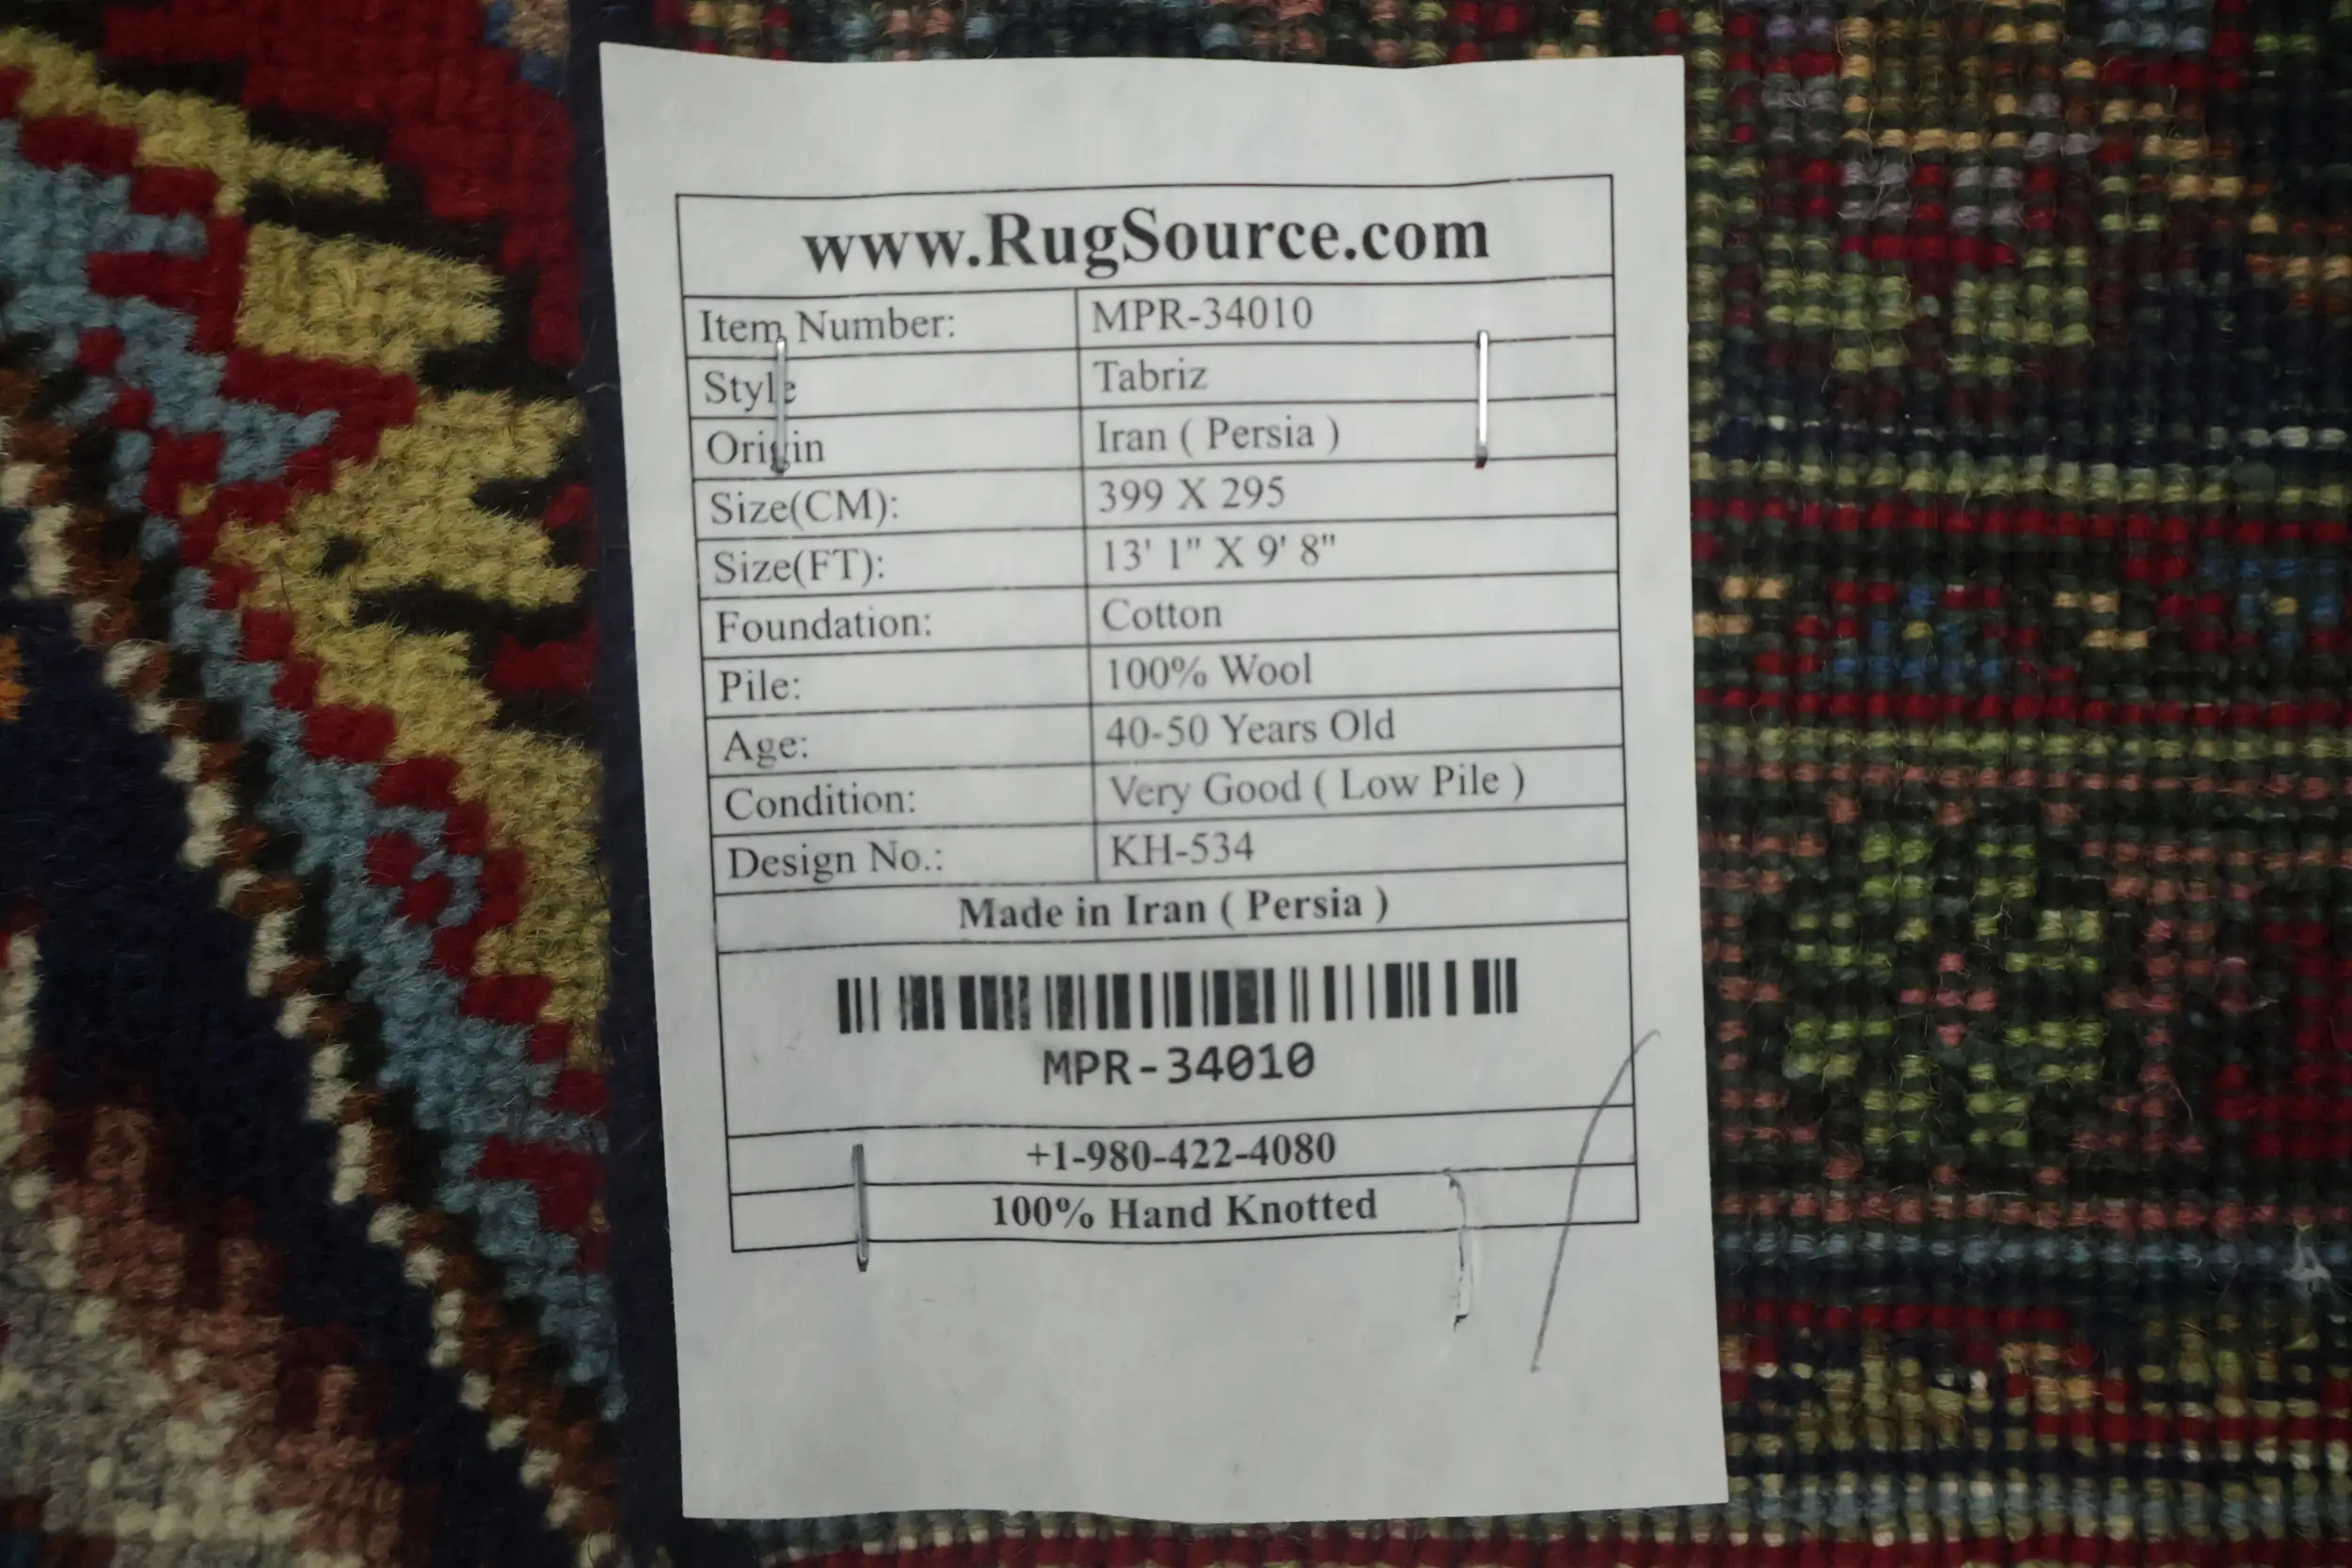 www.RugSource.com
Item Number: MPR-34010
Style Tabriz
Origin Iran ( Persia )
Size(CM): 399 X 295
Size(FT): 13' 1" X 9' 8"
Foundation: Cotton
Pile: 100% Wool
Age: 40-50 Years Old
Condition: Very Good ( Low Pile )
Design No.: KH-534
Made in Iran ( Persia )
MPR-34010
+1-980-422-4080
100% Hand Knotted